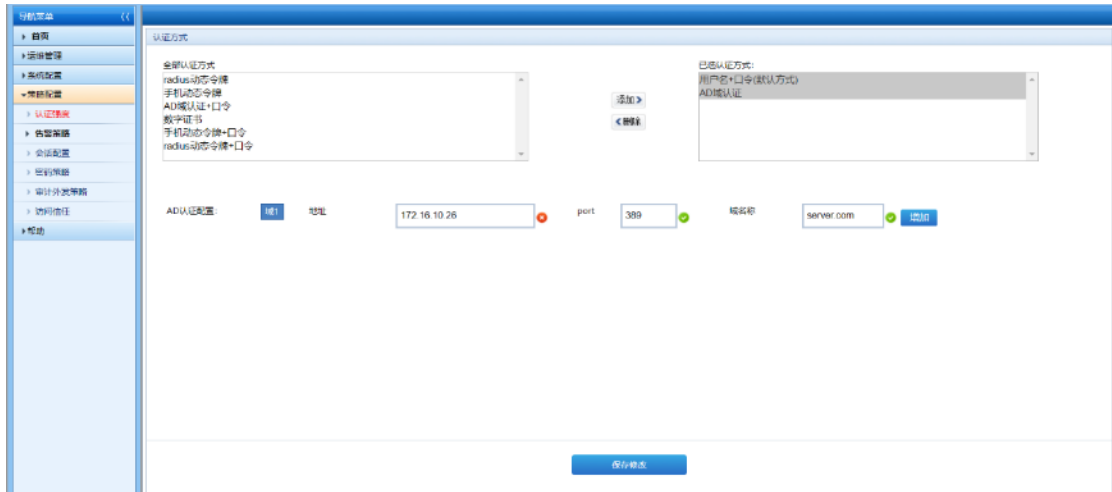 导航菜单
首页
运维管理
系统配置
策略配置
认证强度
告警策略
会话配置
密码策略
审计外发策略
访问信任
帮助
认证方式
全部认证方式
radius动态令牌
手机动态令牌
AD域认证+口令
数字证书
手机动态令牌+口令
radius动态令牌+口令
添加
删除
已选认证方式:
用户名+口令(默认方式)
AD域认证
AD认证配置: 域1 地址 172.16.10.26 port 389 域名称 server.com 增加
保存修改